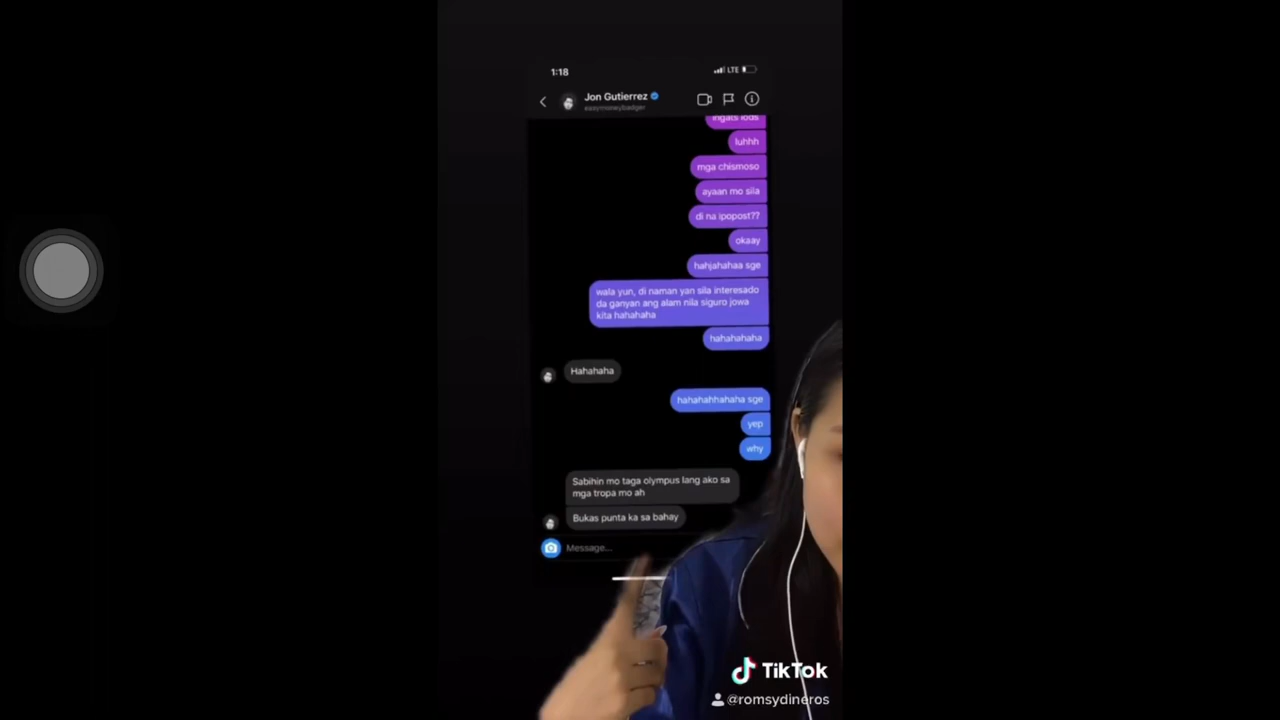 1:18
LTE
Jon Gutierrez
easymoneybadger
ingats lods
luhhh
mga chismoso
ayaan mo sila
di na ipopost??
okaay
hahjahahaa sge
wala yun, di naman yan sila interesado
da ganyan ang alam nila siguro jowa
kita hahahaha
hahahahaha
Hahahaha
hahahahhahaha sge
yep
why
Sabihin mo taga olympus lang ako sa
mga tropa mo ah
Bukas punta ka sa bahay
Message...
TikTok
@romsydineros